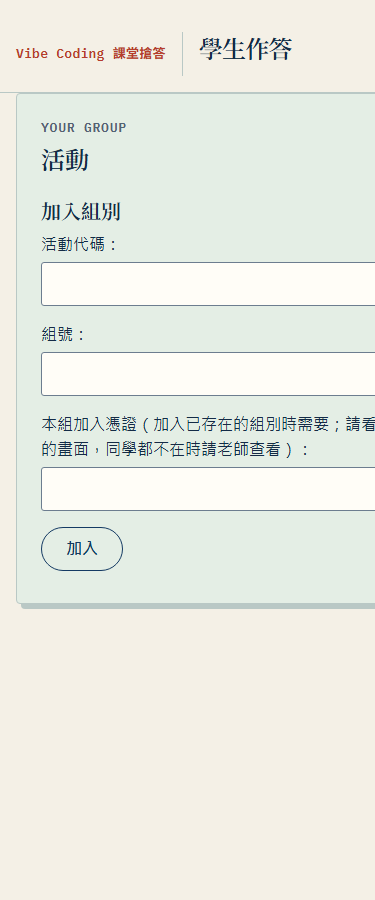 Vibe Coding 課堂搶答
學生作答
YOUR GROUP
活動
加入組別
活動代碼：
組號：
本組加入憑證（加入已存在的組別時需要；請看
的畫面，同學都不在時請老師查看）：
加入